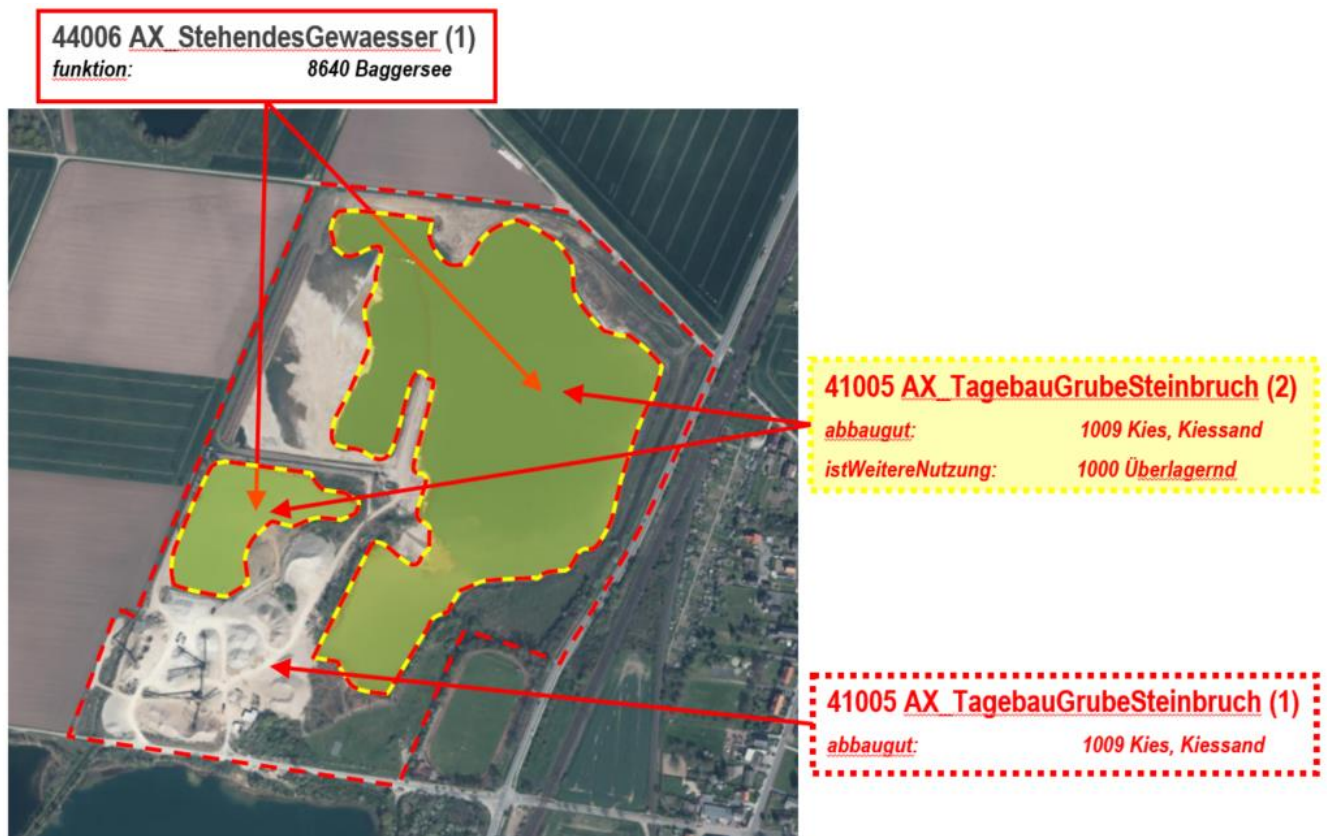 44006 AX_StehendesGewaesser (1)
funktion: 8640 Baggersee
41005 AX_TagebauGrubeSteinbruch (2)
abbaugut: 1009 Kies, Kiessand
istWeitereNutzung: 1000 Überlagernd
41005 AX_TagebauGrubeSteinbruch (1)
abbaugut: 1009 Kies, Kiessand